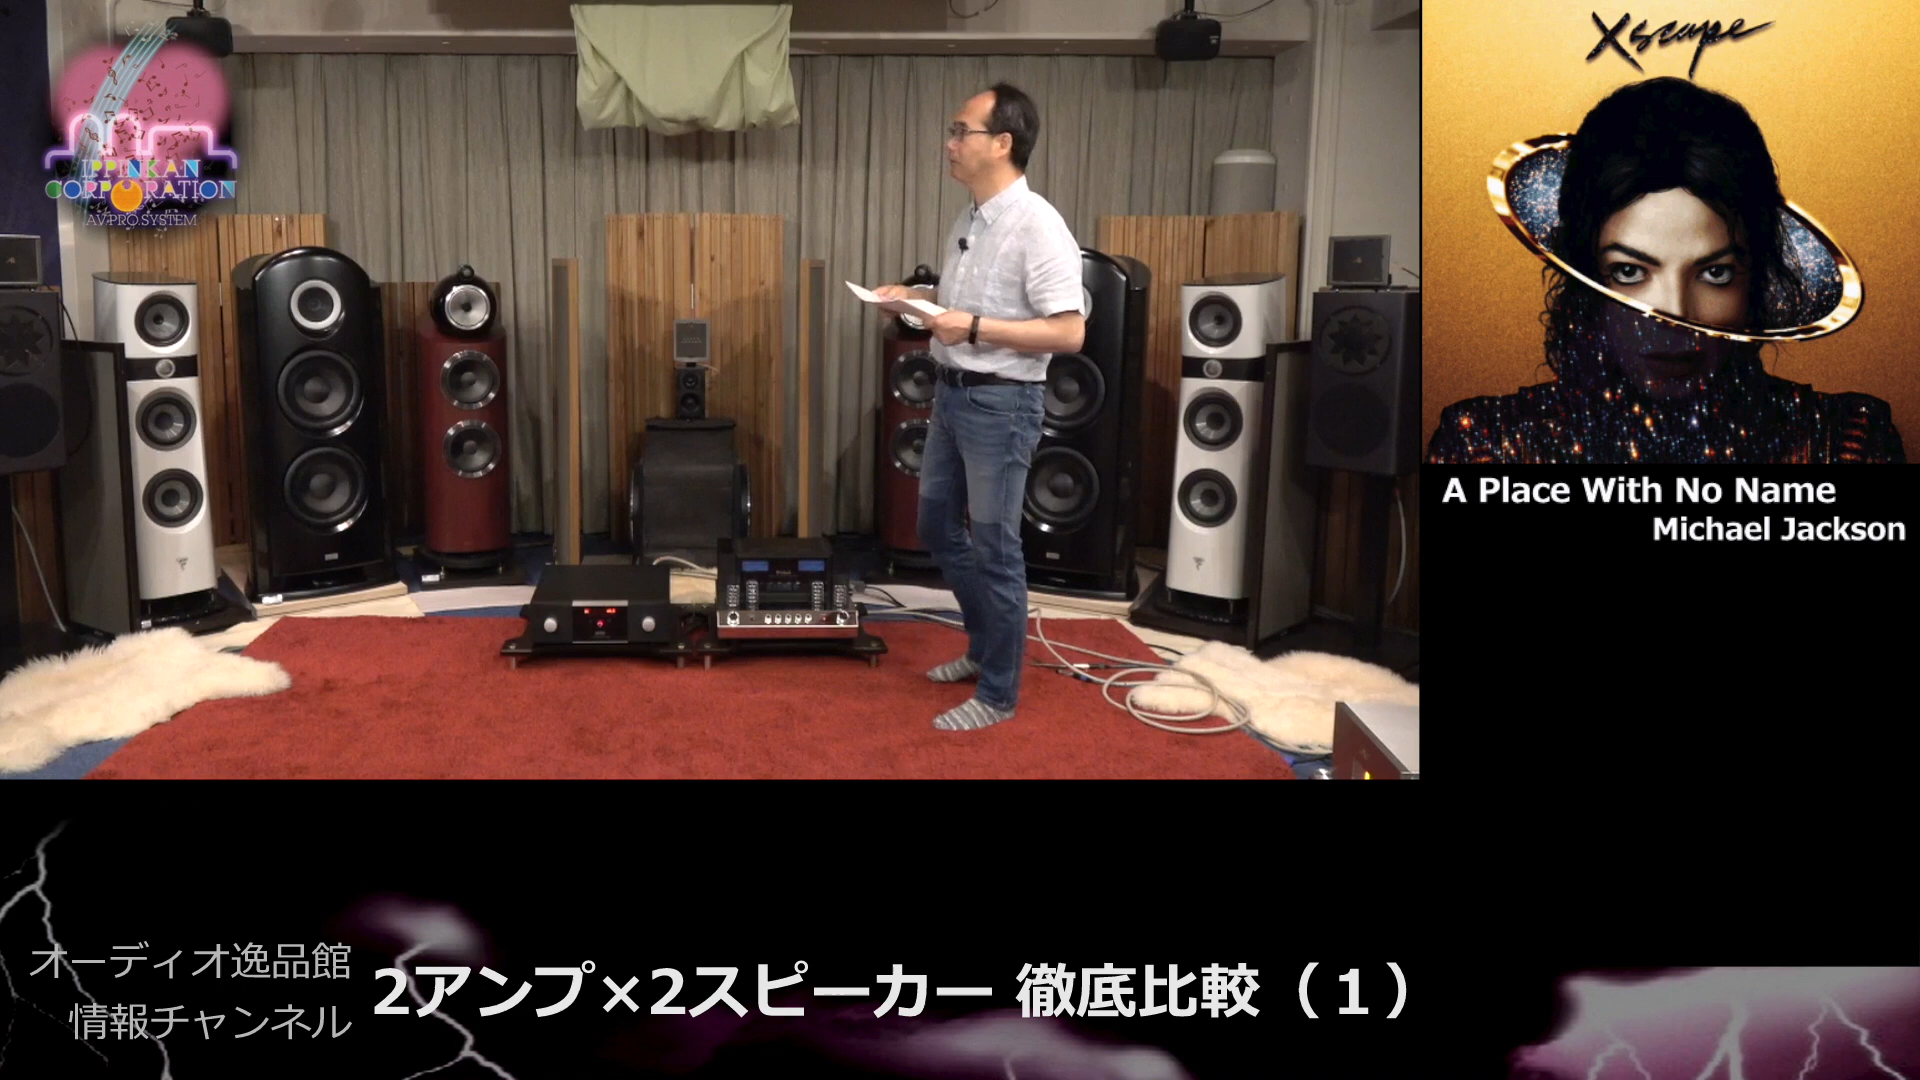 IPPINKAN
CORPORATION
AV.PRO.SYSTEM
Xscape
A Place With No Name
Michael Jackson
オーディオ逸品館
情報チャンネル
2アンプ×2スピーカー 徹底比較（１）